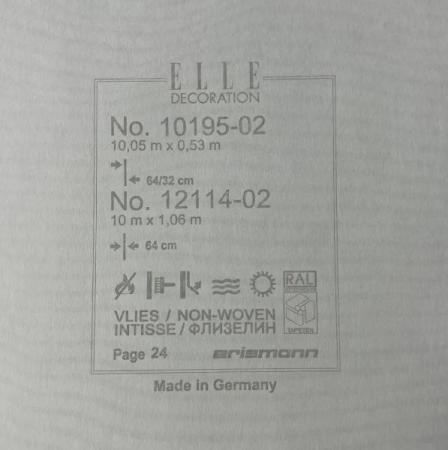 ELLE
DECORATION
No. 10195-02
10,05 m x 0,53 m
64/32 cm
No. 12114-02
10 m x 1,06 m
64 cm
RAL
VLIES / NON-WOVEN
INTISSE / ФЛИЗЕЛИН
TAPETEN
Page 24
erismann
Made in Germany